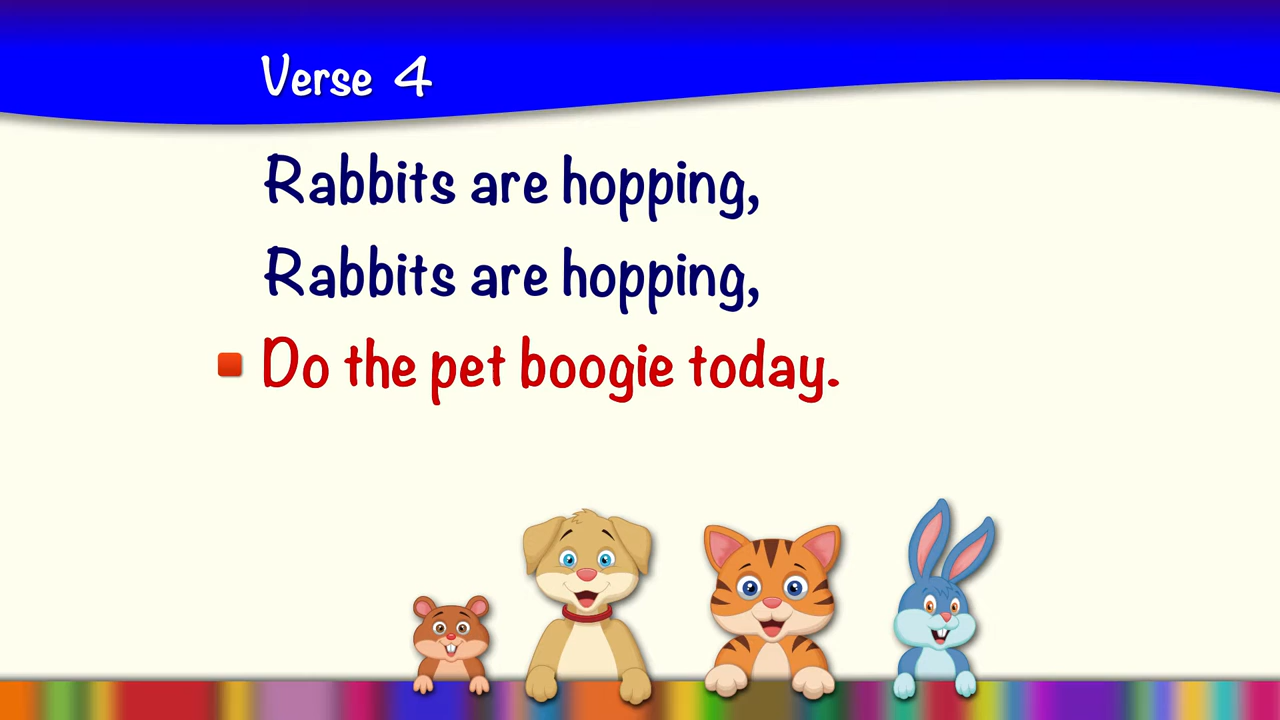 Verse 4
Rabbits are hopping,
Rabbits are hopping,
Do the pet boogie today.